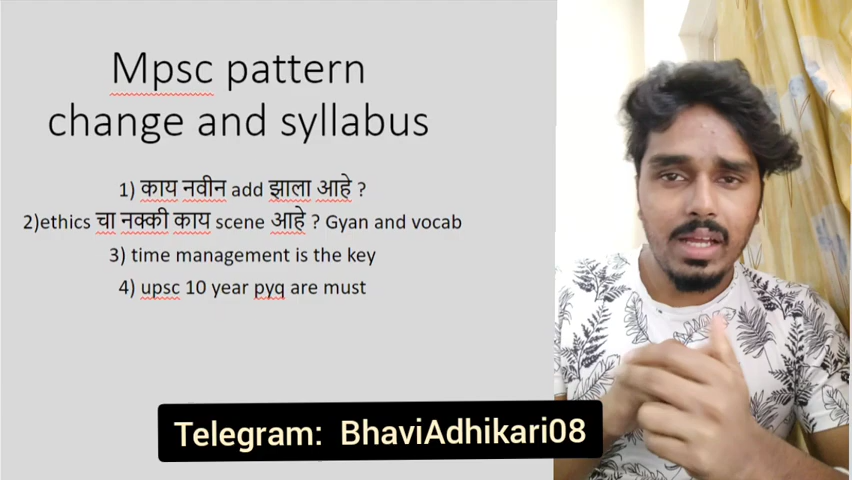 Mpsc pattern
change and syllabus
1) काय नवीन add झाला आहे ?
2)ethics चा नक्की काय scene आहे ? Gyan and vocab
3) time management is the key
4) upsc 10 year pyq are must
Telegram: BhaviAdhikari08